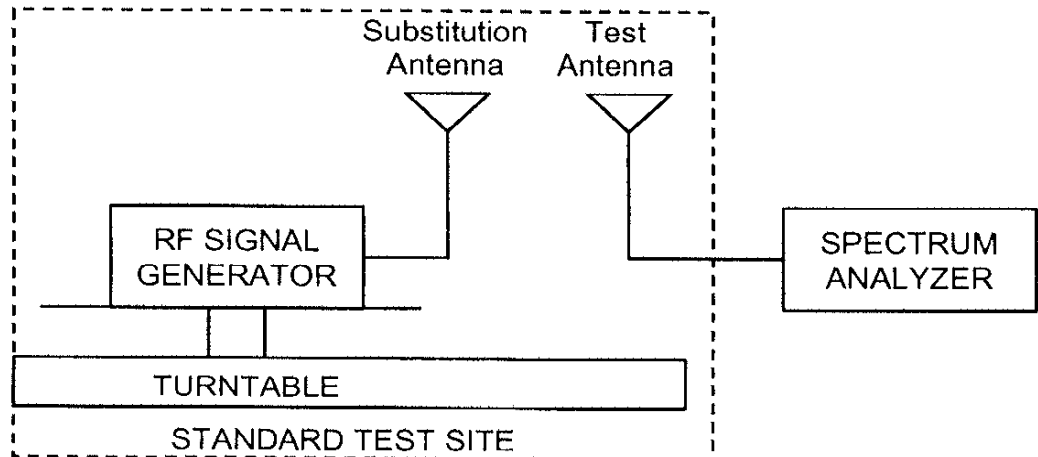 Substitution
Antenna
Test
Antenna
RF SIGNAL
GENERATOR
SPECTRUM
ANALYZER
TURNTABLE
STANDARD TEST SITE